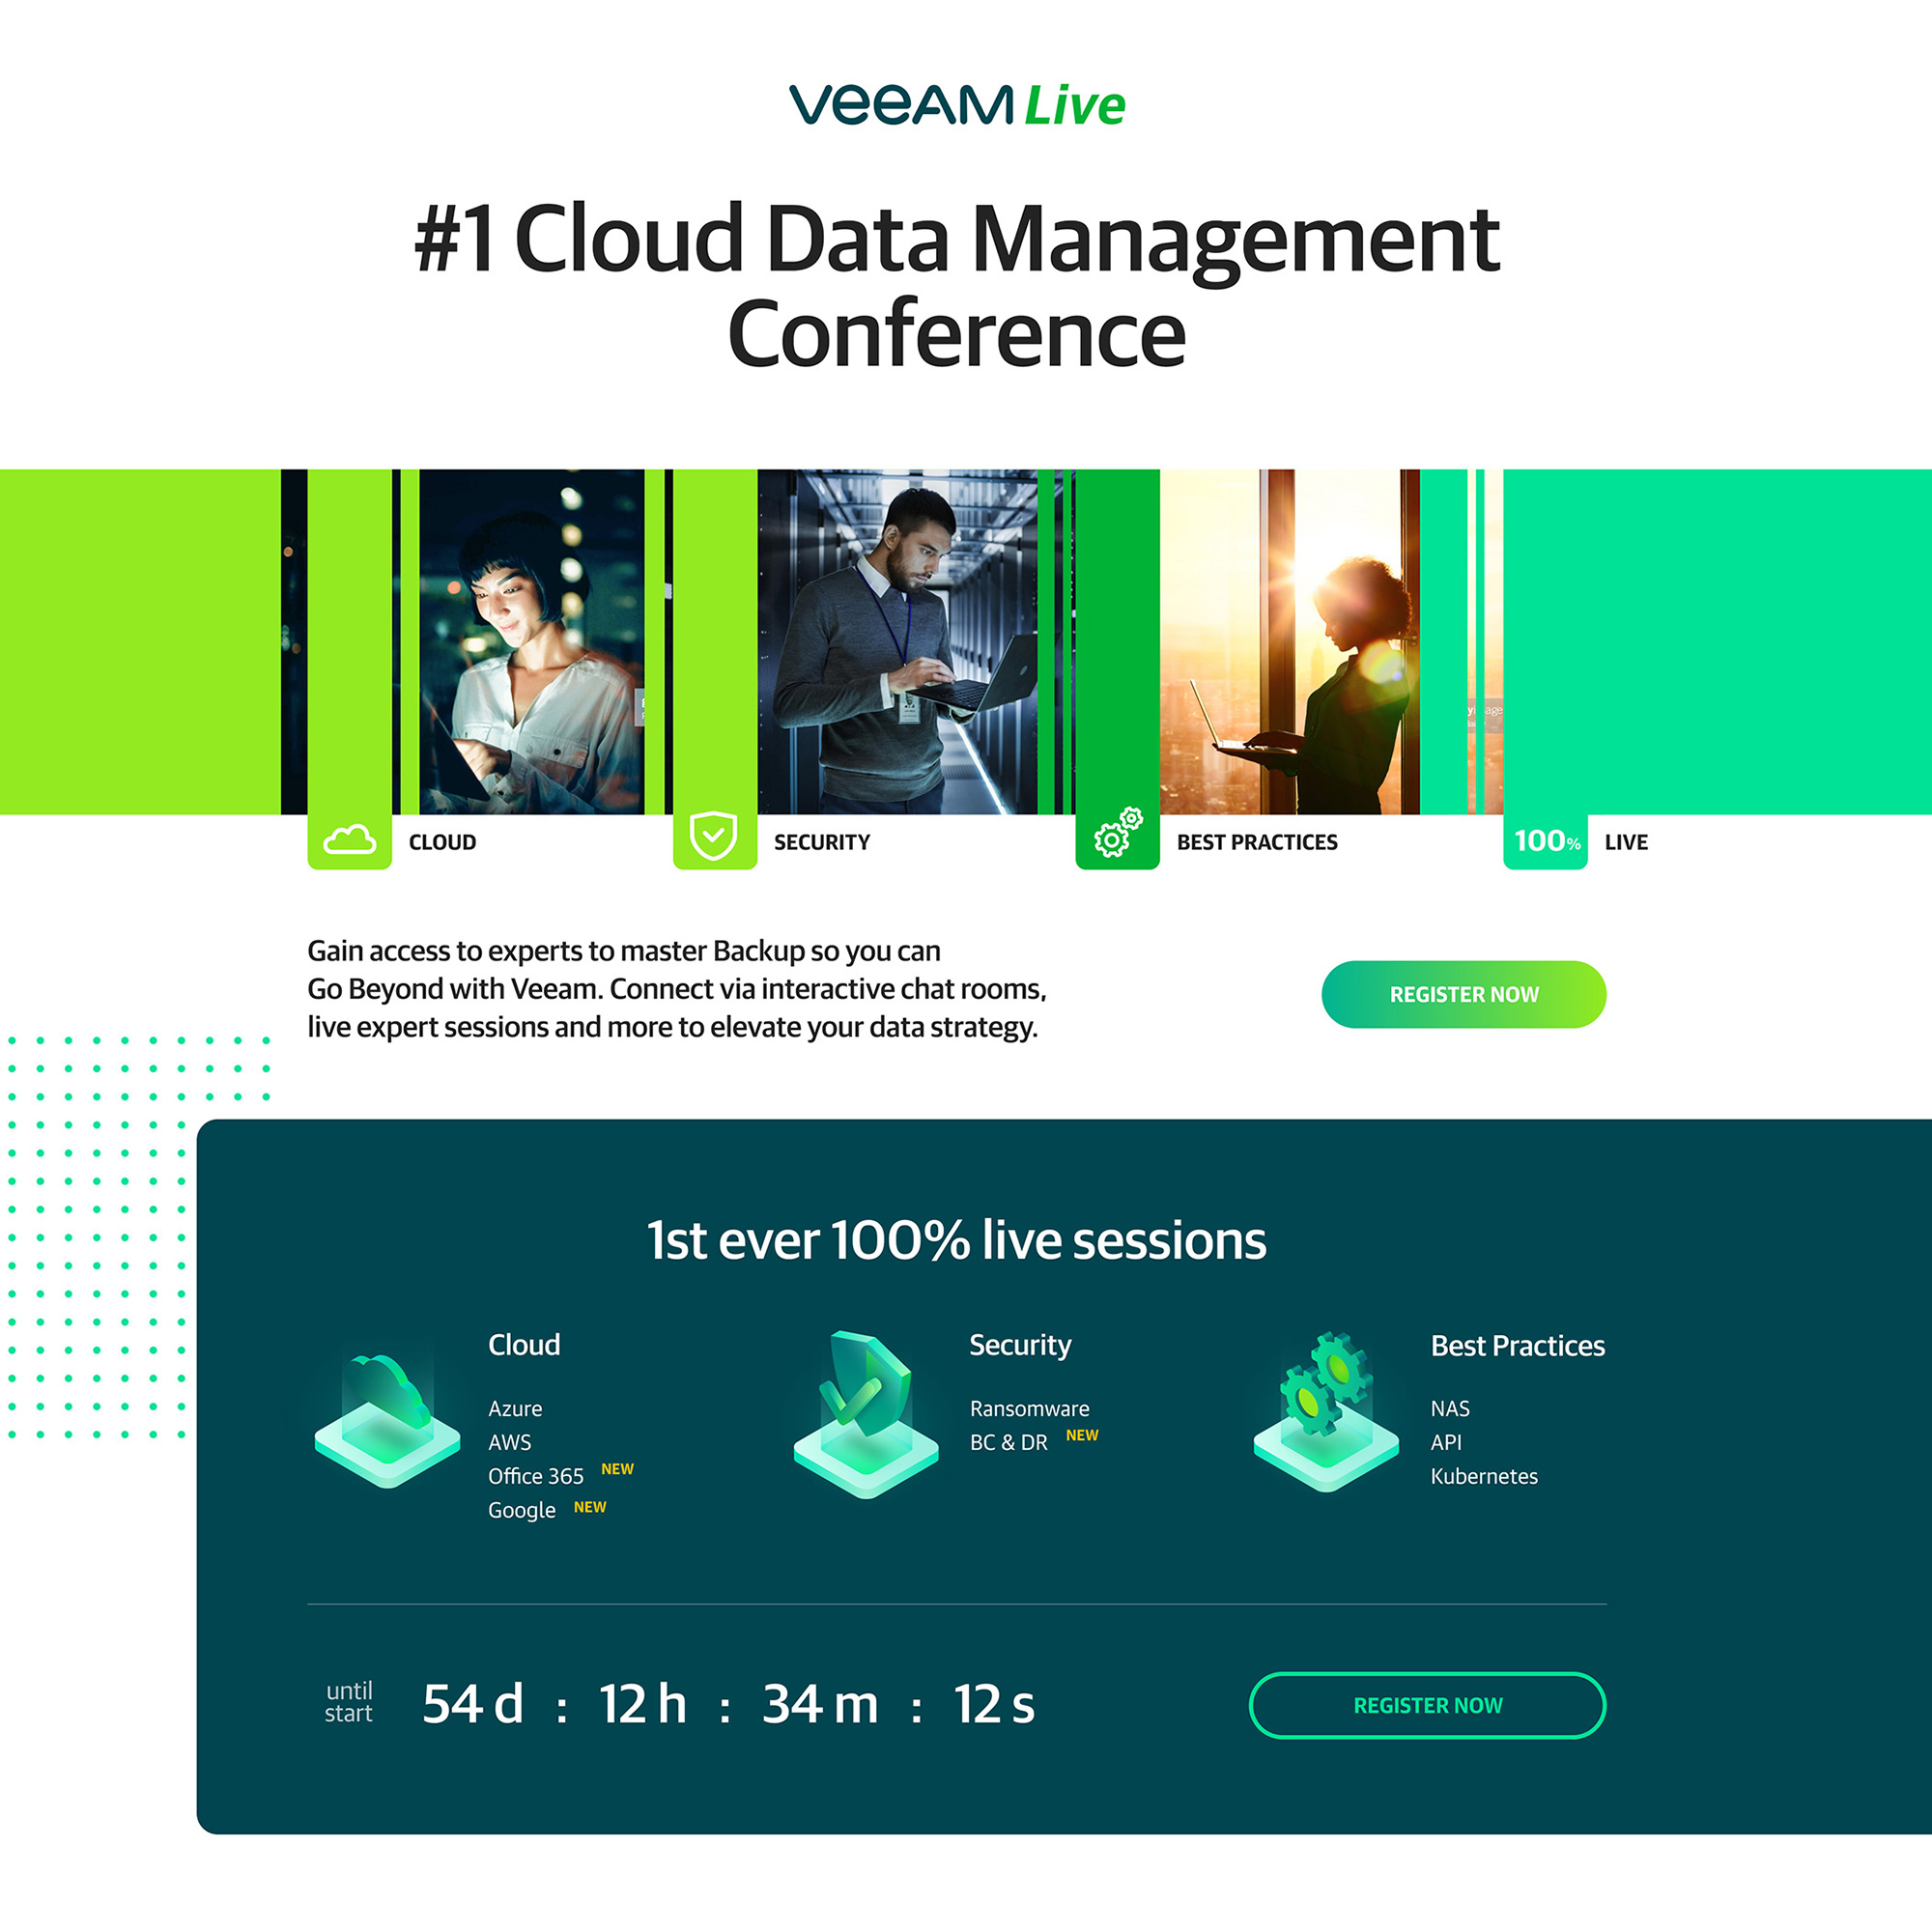 veeAM Live
#1 Cloud Data Management
Conference
CLOUD
SECURITY
BEST PRACTICES
100% LIVE
Gain access to experts to master Backup so you can
Go Beyond with Veeam. Connect via interactive chat rooms,
live expert sessions and more to elevate your data strategy.
REGISTER NOW
1st ever 100% live sessions
Cloud
Azure
AWS
Office 365 NEW
Google NEW
Security
Ransomware
BC & DR NEW
Best Practices
NAS
API
Kubernetes
until
start
54 d : 12 h : 34 m : 12 s
REGISTER NOW